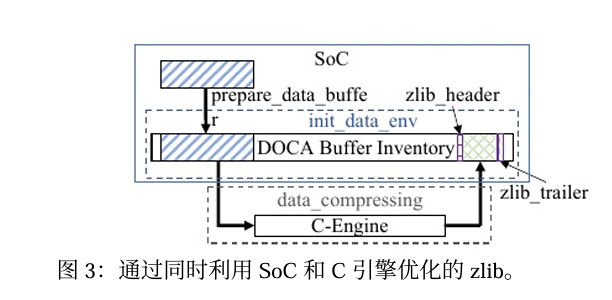 SoC
prepare_data_buffe
r
zlib_header
init_data_env
DOCA Buffer Inventory
zlib_trailer
data_compressing
C-Engine
图 3：通过同时利用 SoC 和 C 引擎优化的 zlib。